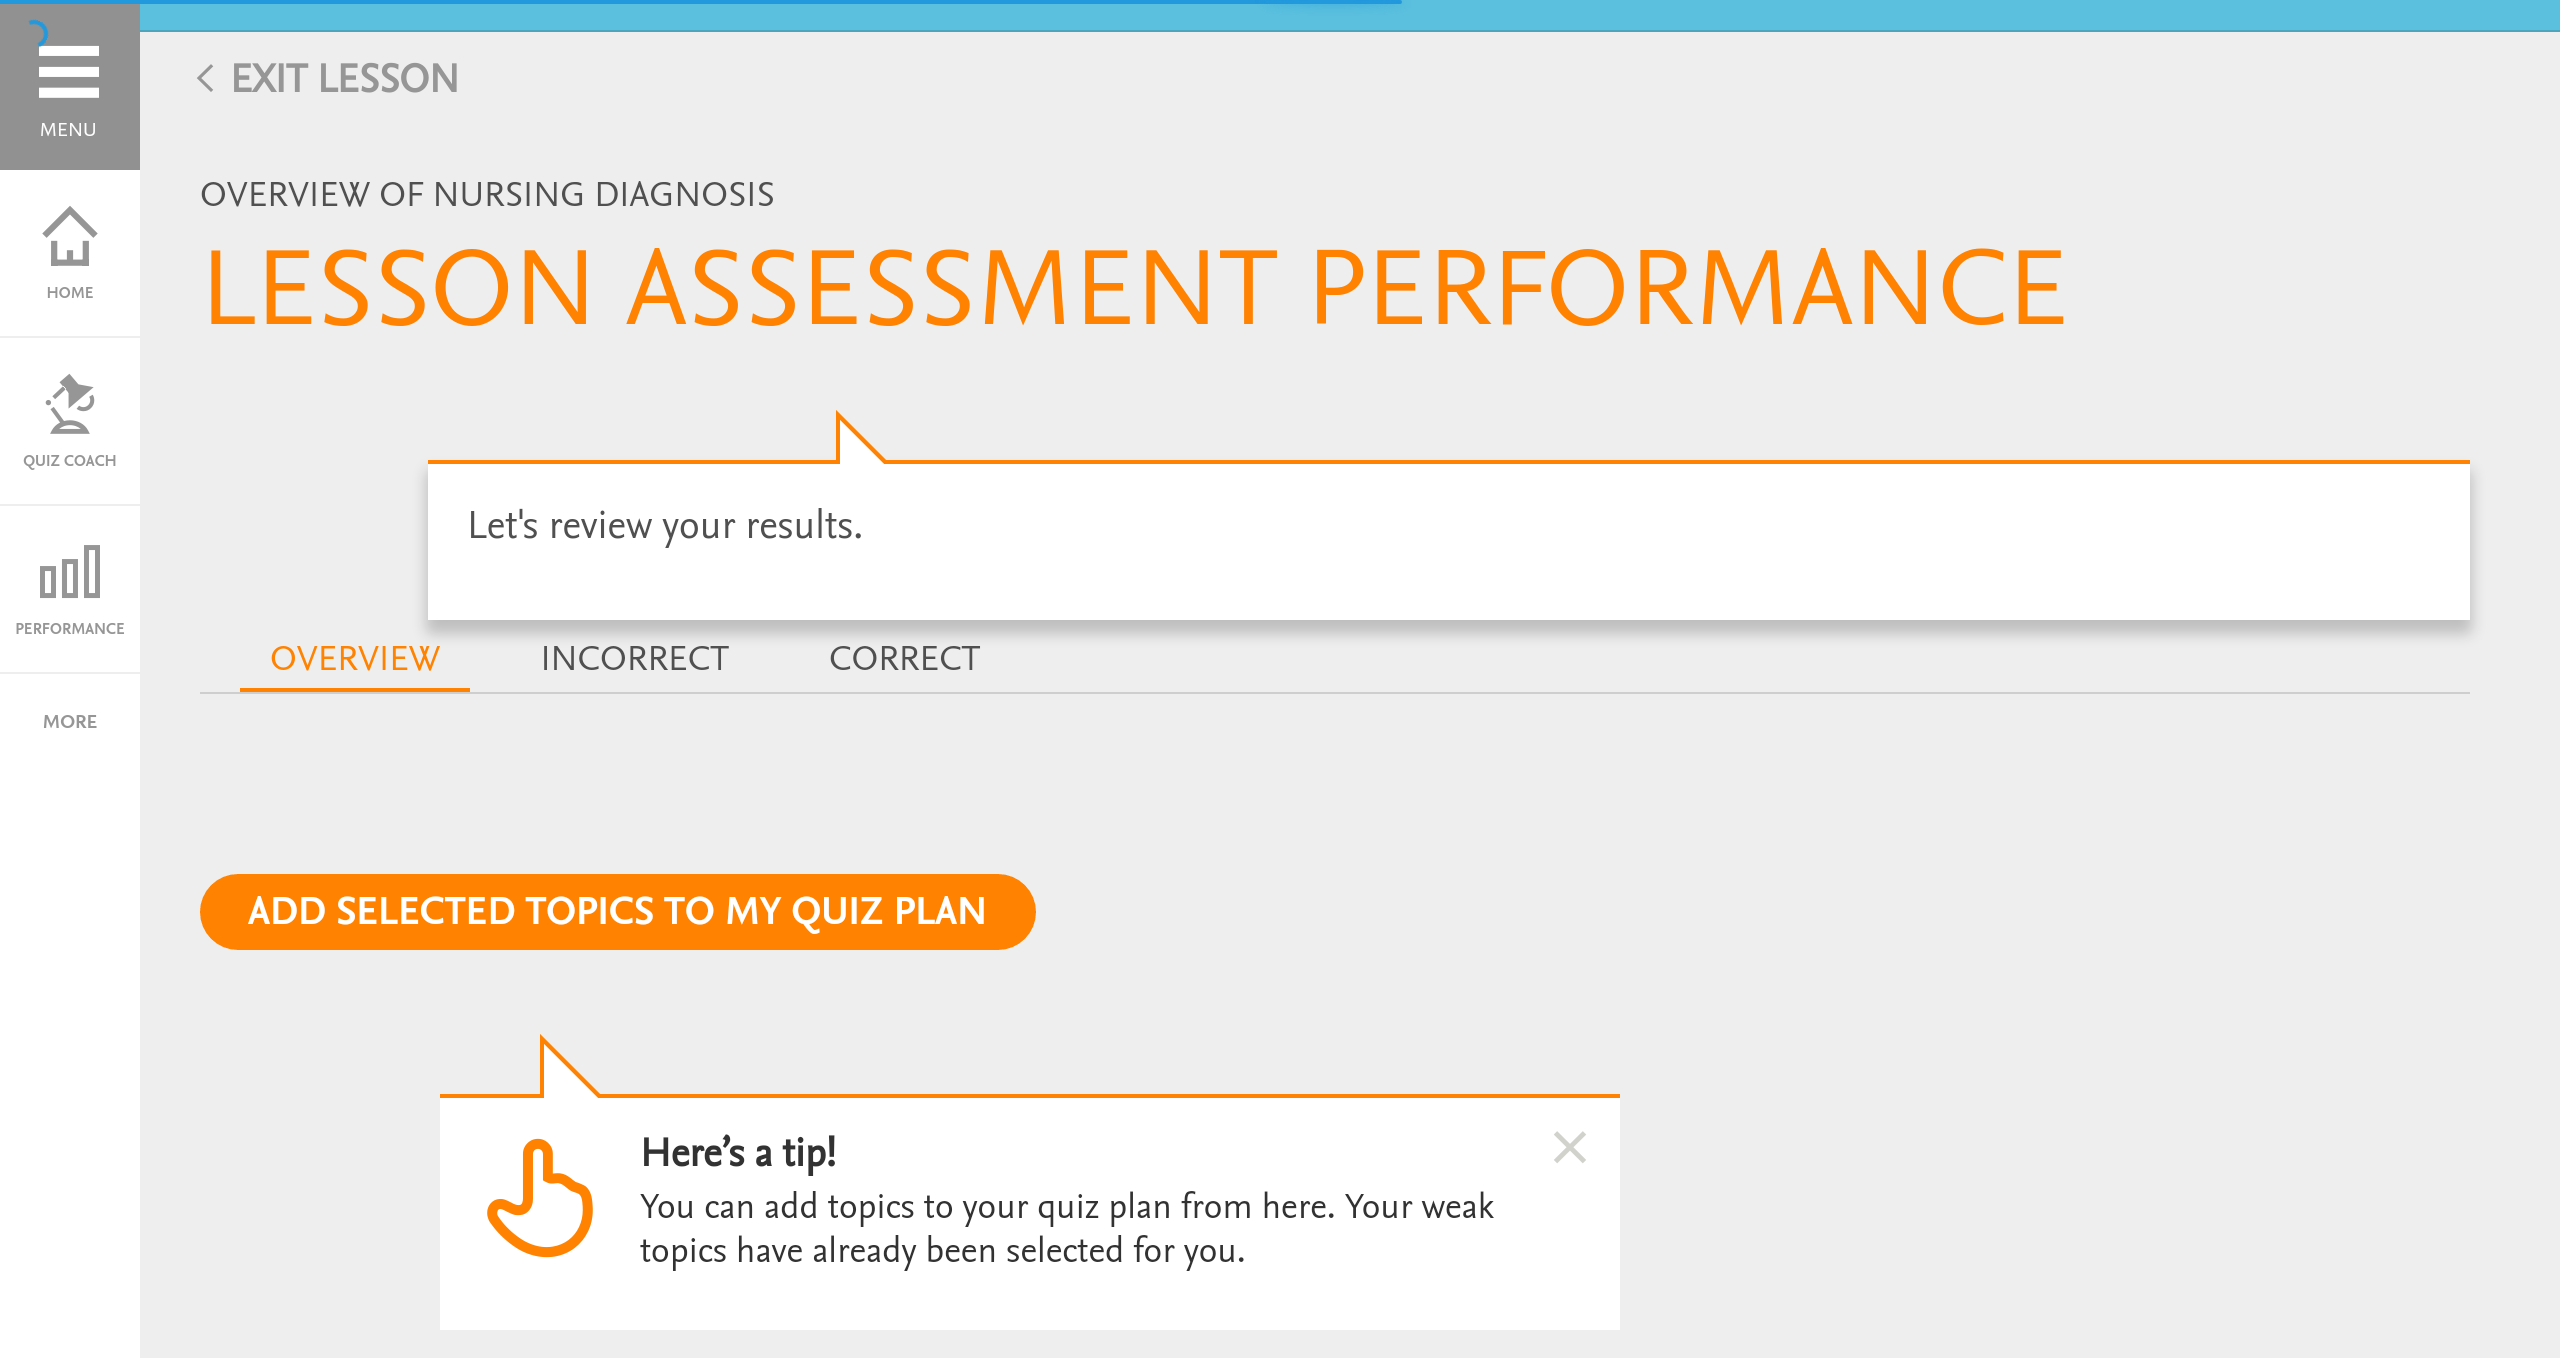 MENU
HOME
QUIZ COACH
PERFORMANCE
MORE
EXIT LESSON
OVERVIEW OF NURSING DIAGNOSIS
LESSON ASSESSMENT PERFORMANCE
Let's review your results.
OVERVIEW
INCORRECT
CORRECT
ADD SELECTED TOPICS TO MY QUIZ PLAN
Here’s a tip!
You can add topics to your quiz plan from here. Your weak
topics have already been selected for you.